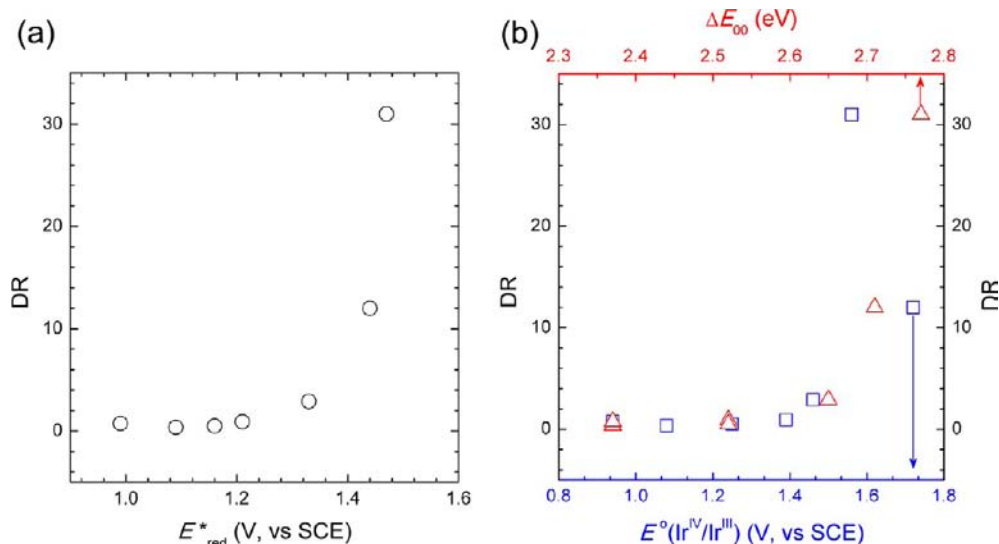 (a)
30
20
10
0
DR
1.0 1.2 1.4 1.6
E*red (V, vs SCE)
(b)
ΔE00 (eV)
2.3 2.4 2.5 2.6 2.7 2.8
30 30
20 20
10 10
0 0
DR DR
0.8 1.0 1.2 1.4 1.6 1.8
E°(IrIV/IrIII) (V, vs SCE)